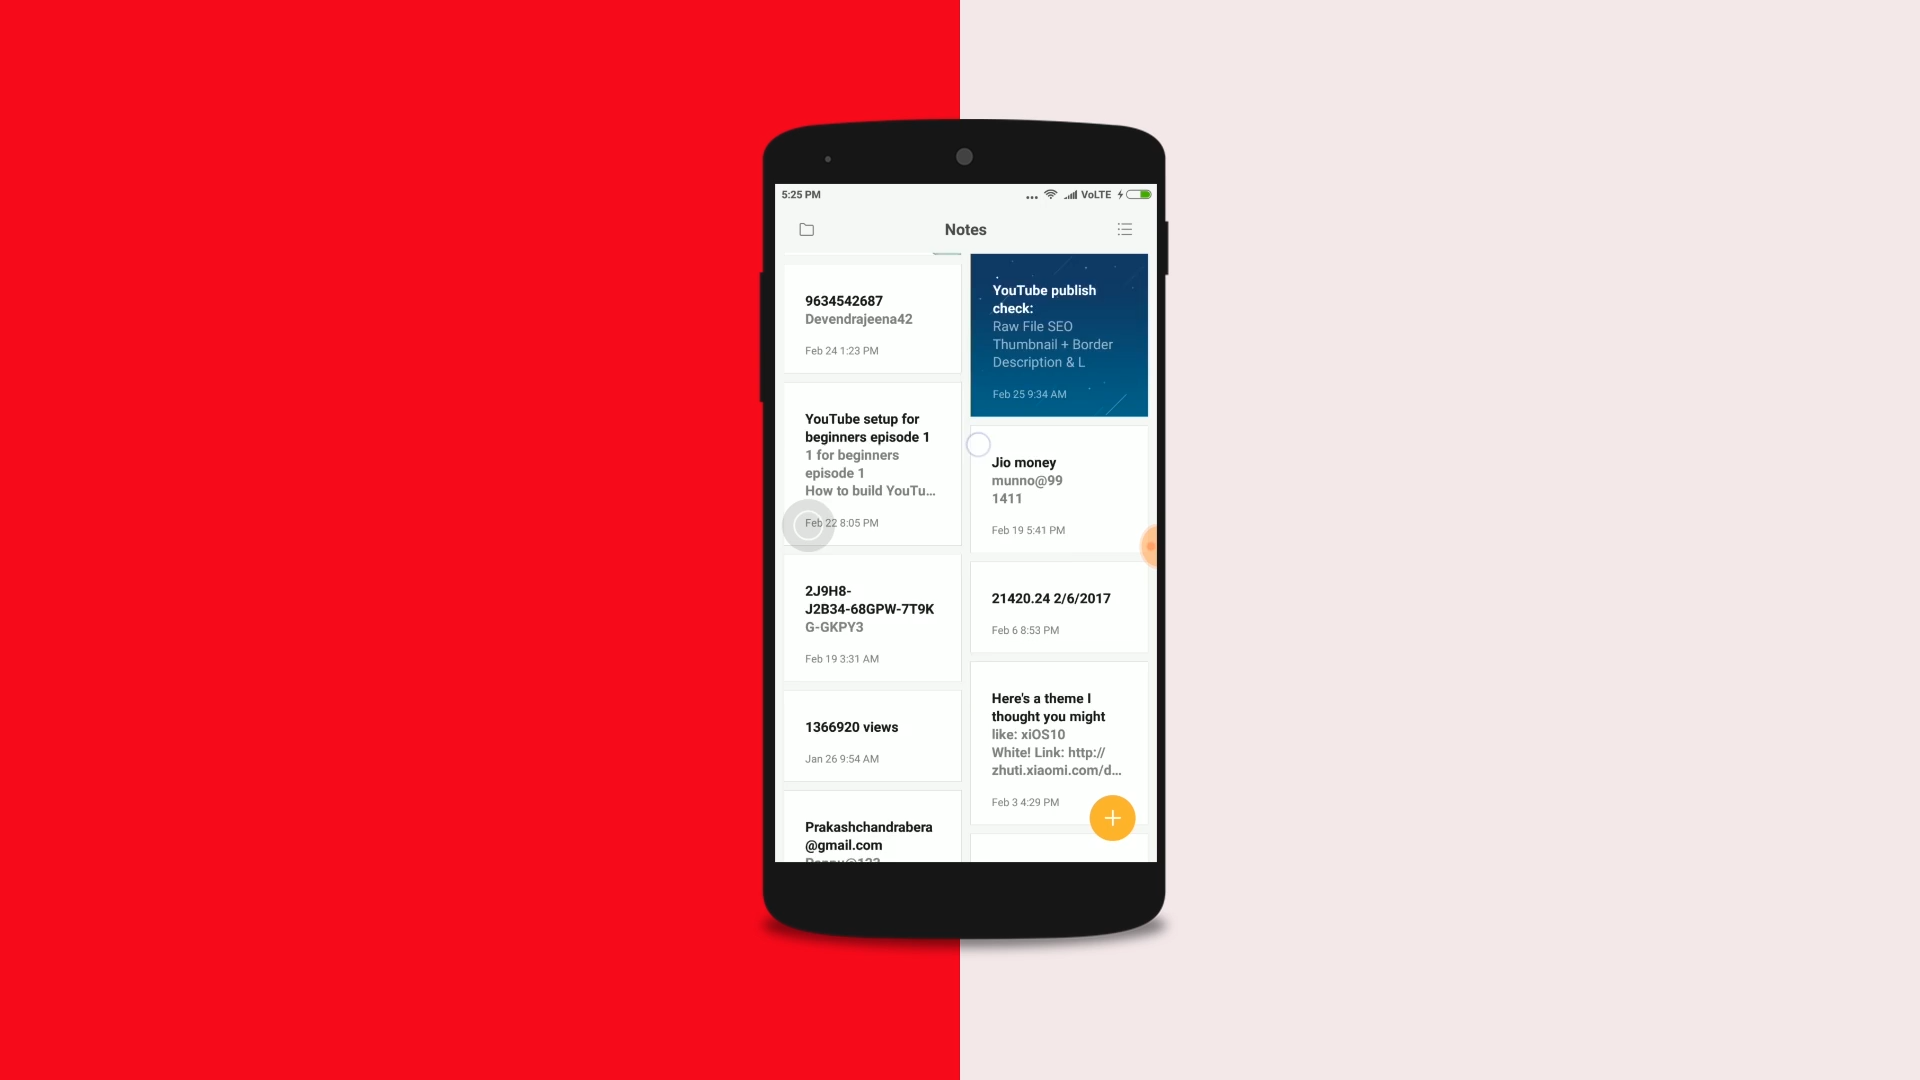 5:25 PM
VoLTE
Notes
9634542687
Devendrajeena42
Feb 24 1:23 PM
YouTube setup for
beginners episode 1
1 for beginners
episode 1
How to build YouTu...
Feb 22 8:05 PM
2J9H8-
J2B34-68GPW-7T9K
G-GKPY3
Feb 19 3:31 AM
1366920 views
Jan 26 9:54 AM
Prakashchandrabera
@gmail.com
YouTube publish
check:
Raw File SEO
Thumbnail + Border
Description & L
Feb 25 9:34 AM
Jio money
munno@99
1411
Feb 19 5:41 PM
21420.24 2/6/2017
Feb 6 8:53 PM
Here's a theme I
thought you might
like: xiOS10
White! Link: http://
zhuti.xiaomi.com/d...
Feb 3 4:29 PM